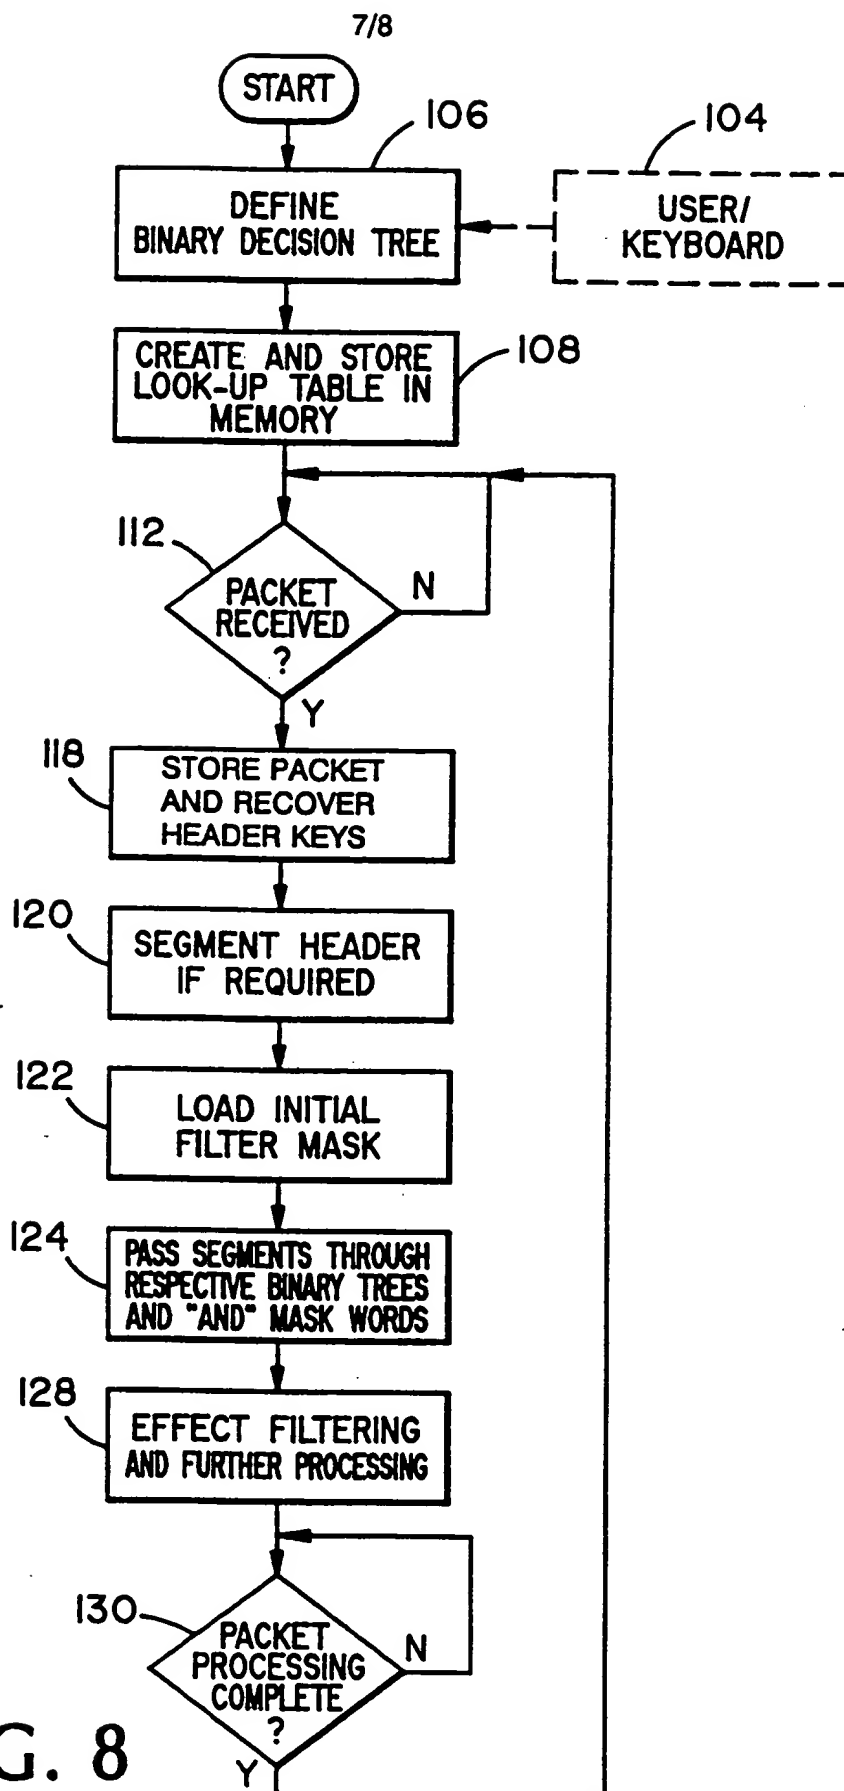 7/8
START
106
104
DEFINE
BINARY DECISION TREE
USER/
KEYBOARD
CREATE AND STORE
LOOK-UP TABLE IN
MEMORY
108
112
PACKET
RECEIVED
?
N
Y
118
STORE PACKET
AND RECOVER
HEADER KEYS
120
SEGMENT HEADER
IF REQUIRED
122
LOAD INITIAL
FILTER MASK
124
PASS SEGMENTS THROUGH
RESPECTIVE BINARY TREES
AND "AND" MASK WORDS
128
EFFECT FILTERING
AND FURTHER PROCESSING
130
PACKET
PROCESSING
COMPLETE
?
N
Y
G. 8